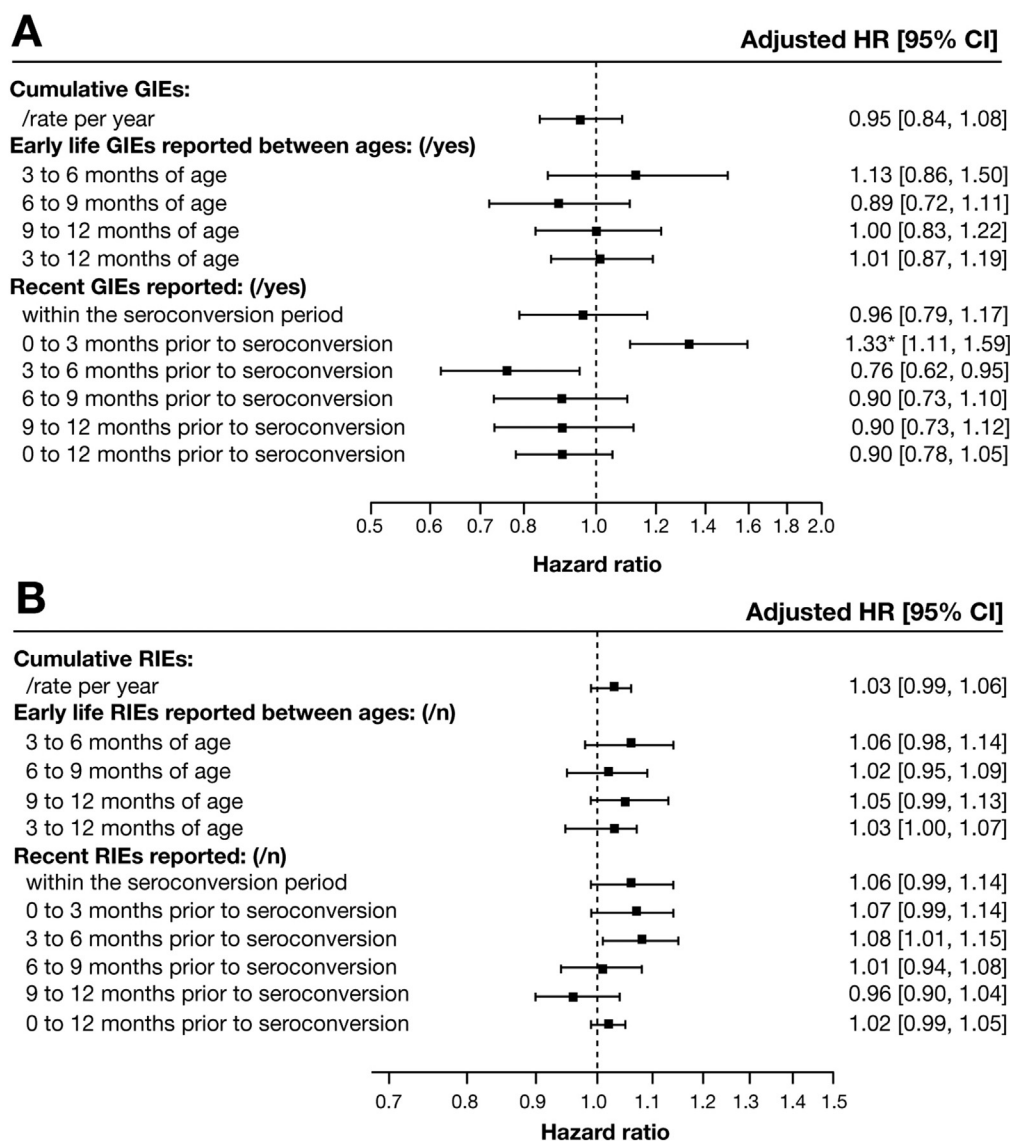 A
Adjusted HR [95% CI]
Cumulative GIEs:
/rate per year 0.95 [0.84, 1.08]
Early life GIEs reported between ages: (/yes)
3 to 6 months of age 1.13 [0.86, 1.50]
6 to 9 months of age 0.89 [0.72, 1.11]
9 to 12 months of age 1.00 [0.83, 1.22]
3 to 12 months of age 1.01 [0.87, 1.19]
Recent GIEs reported: (/yes)
within the seroconversion period 0.96 [0.79, 1.17]
0 to 3 months prior to seroconversion 1.33* [1.11, 1.59]
3 to 6 months prior to seroconversion 0.76 [0.62, 0.95]
6 to 9 months prior to seroconversion 0.90 [0.73, 1.10]
9 to 12 months prior to seroconversion 0.90 [0.73, 1.12]
0 to 12 months prior to seroconversion 0.90 [0.78, 1.05]
0.5 0.6 0.7 0.8 1.0 1.2 1.4 1.6 1.8 2.0
Hazard ratio
B
Adjusted HR [95% CI]
Cumulative RIEs:
/rate per year 1.03 [0.99, 1.06]
Early life RIEs reported between ages: (/n)
3 to 6 months of age 1.06 [0.98, 1.14]
6 to 9 months of age 1.02 [0.95, 1.09]
9 to 12 months of age 1.05 [0.99, 1.13]
3 to 12 months of age 1.03 [1.00, 1.07]
Recent RIEs reported: (/n)
within the seroconversion period 1.06 [0.99, 1.14]
0 to 3 months prior to seroconversion 1.07 [0.99, 1.14]
3 to 6 months prior to seroconversion 1.08 [1.01, 1.15]
6 to 9 months prior to seroconversion 1.01 [0.94, 1.08]
9 to 12 months prior to seroconversion 0.96 [0.90, 1.04]
0 to 12 months prior to seroconversion 1.02 [0.99, 1.05]
0.7 0.8 0.9 1.0 1.1 1.2 1.3 1.4 1.5
Hazard ratio